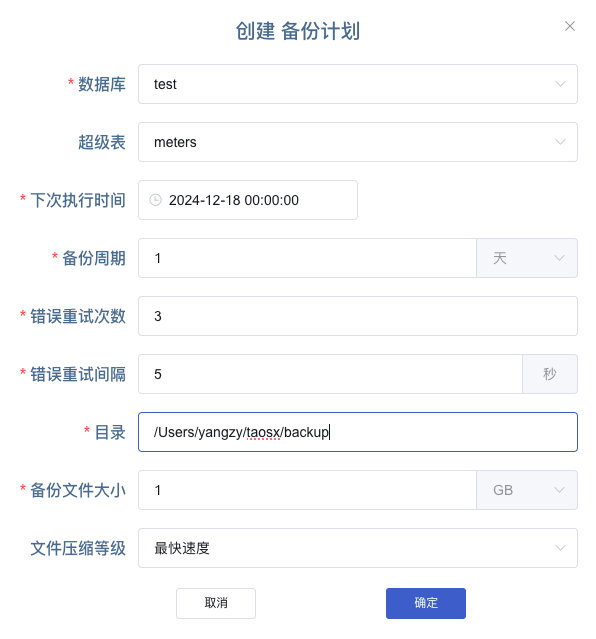 创建 备份计划
* 数据库 test
超级表 meters
* 下次执行时间 2024-12-18 00:00:00
* 备份周期 1 天
* 错误重试次数 3
* 错误重试间隔 5 秒
* 目录 /Users/yangzy/taosx/backup
* 备份文件大小 1 GB
文件压缩等级 最快速度
取消 确定